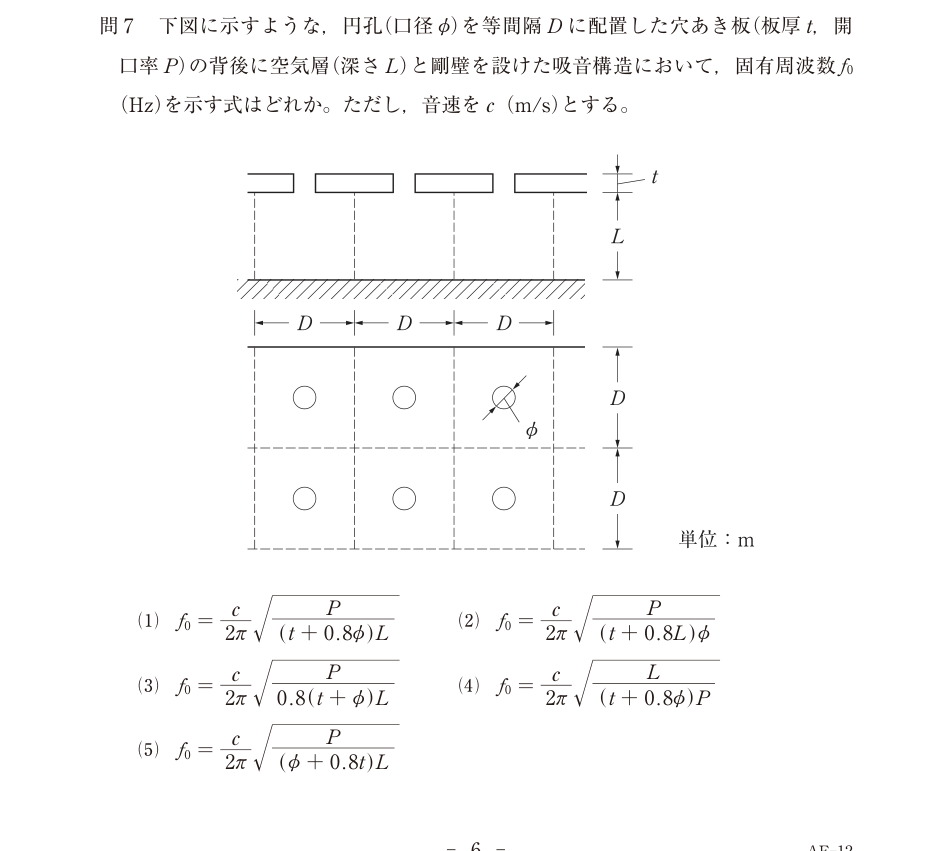 問7　下図に示すような，円孔(口径 ϕ)を等間隔 D に配置した穴あき板(板厚 t，開
口率 P)の背後に空気層(深さ L)と剛壁を設けた吸音構造において，固有周波数 f₀
(Hz)を示す式はどれか。ただし，音速を c (m/s)とする。
t
L
D D D
D
ϕ
D
単位：m
(1) f₀ = c/2π √(P/((t + 0.8ϕ)L))
(2) f₀ = c/2π √(P/((t + 0.8L)ϕ))
(3) f₀ = c/2π √(P/(0.8(t + ϕ)L))
(4) f₀ = c/2π √(L/((t + 0.8ϕ)P))
(5) f₀ = c/2π √(P/((ϕ + 0.8t)L))
- 6 -